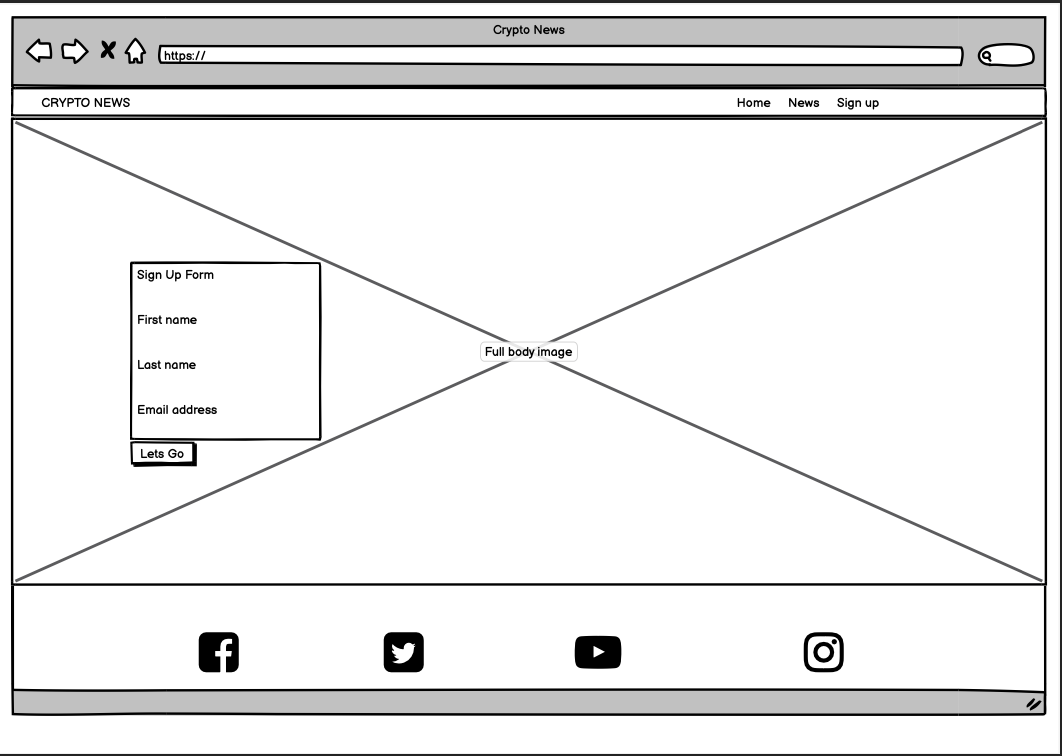 Crypto News
https://
CRYPTO NEWS
Home News Sign up
Sign Up Form
First name
Full body image
Last name
Email address
Lets Go